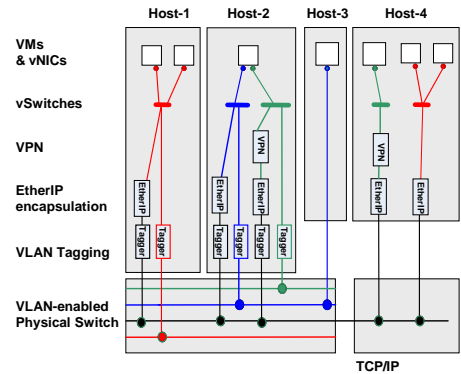 Host-1 Host-2 Host-3 Host-4
VMs
& vNICs
vSwitches
VPN
VPN
VPN
EtherIP
encapsulation
EtherIP
EtherIP
EtherIP
EtherIP
EtherIP
VLAN Tagging
Tagger
Tagger
Tagger
Tagger
Tagger
Tagger
VLAN-enabled
Physical Switch
TCP/IP